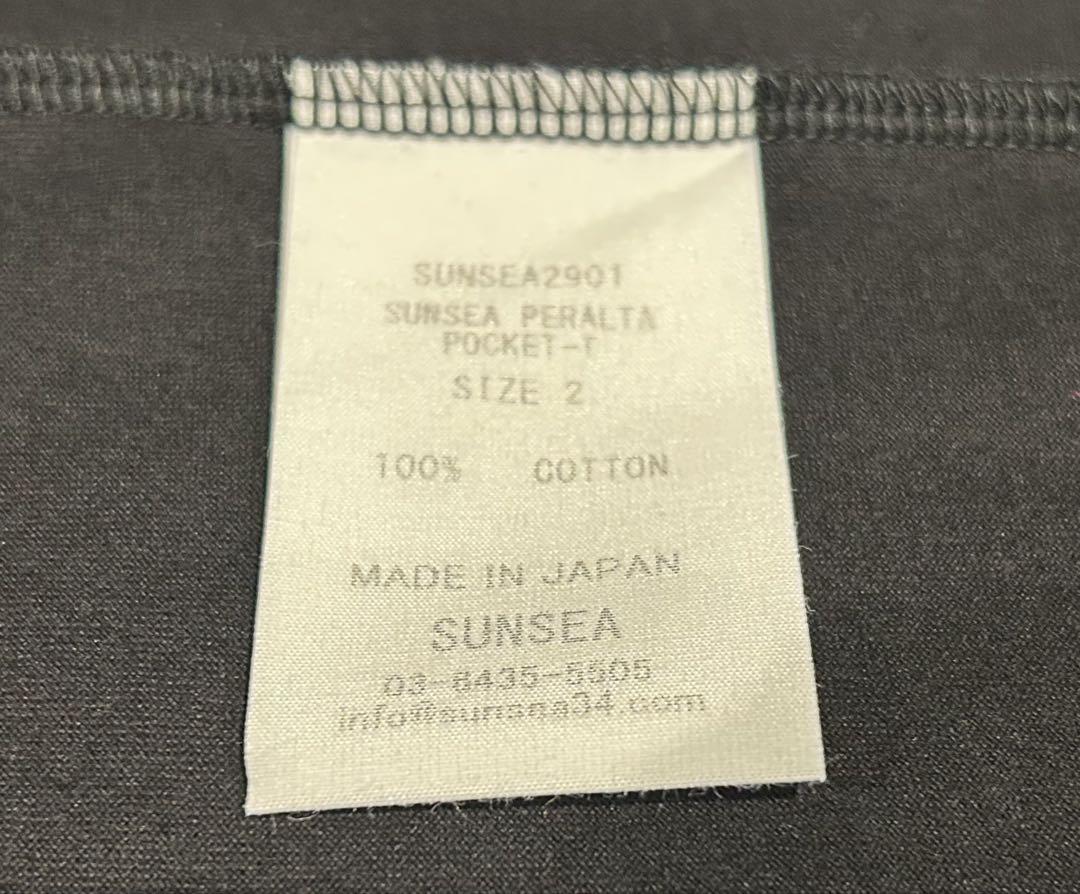 SUNSEA2901
SUNSEA PERALTA
POCKET-T
SIZE 2
100% COTTON
MADE IN JAPAN
SUNSEA
03-6435-5505
info@sunsea34.com